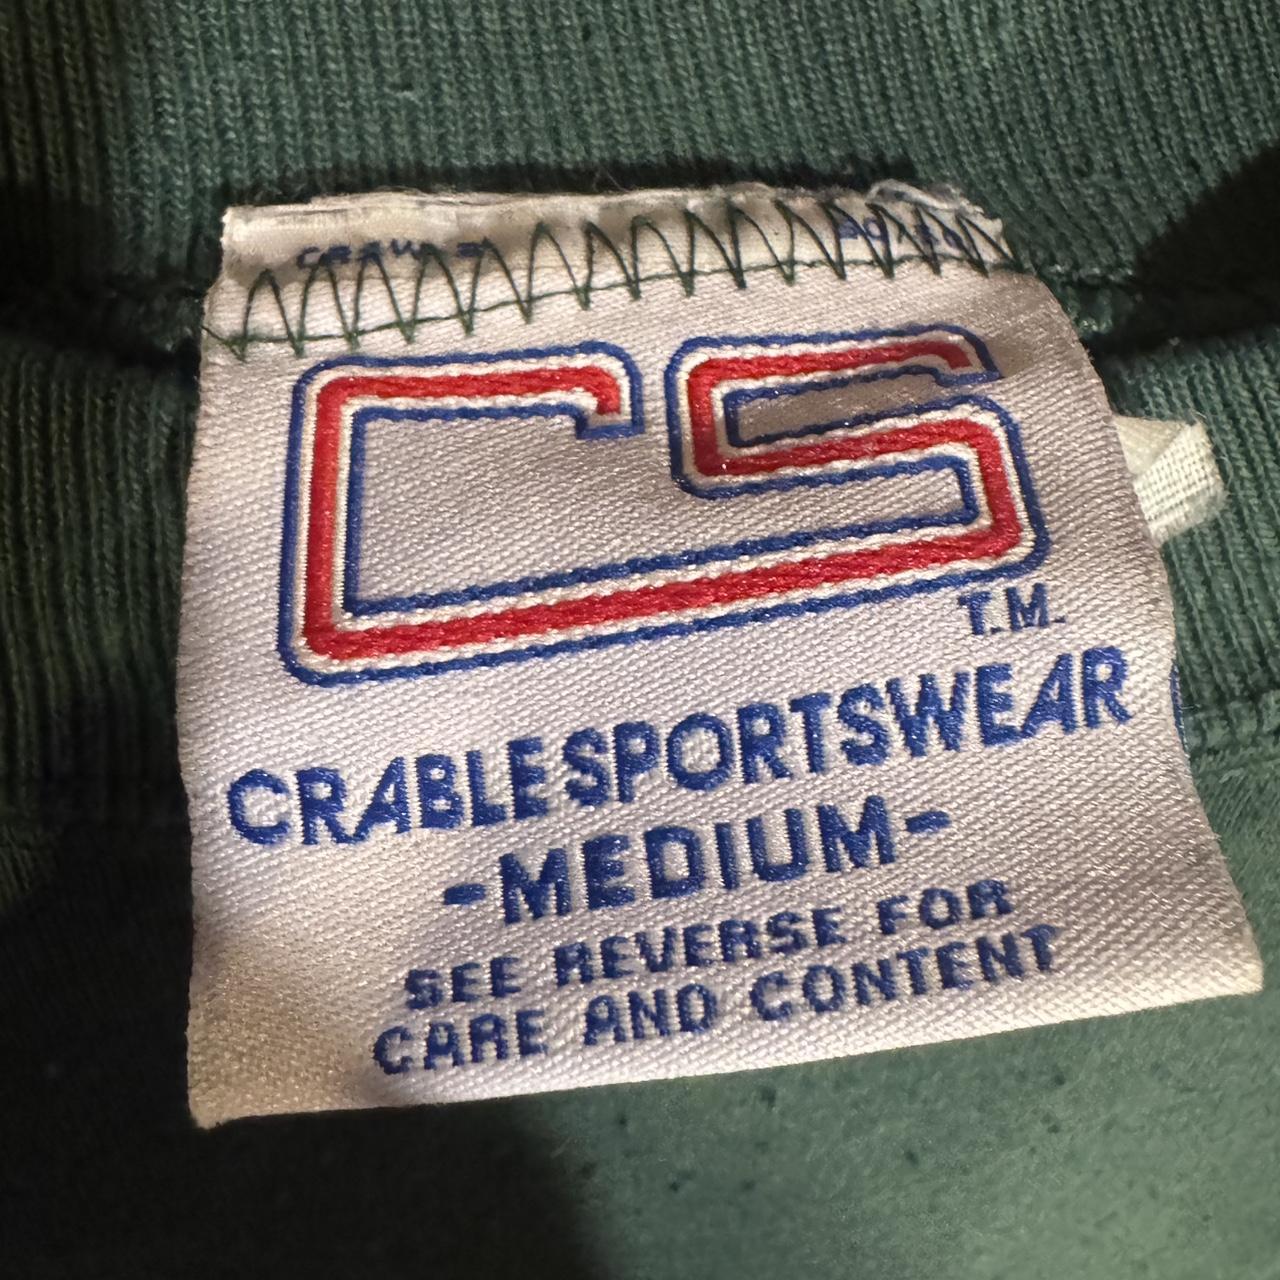 CS
T.M.
CRABLE SPORTSWEAR
-MEDIUM-
SEE REVERSE FOR
CARE AND CONTENT